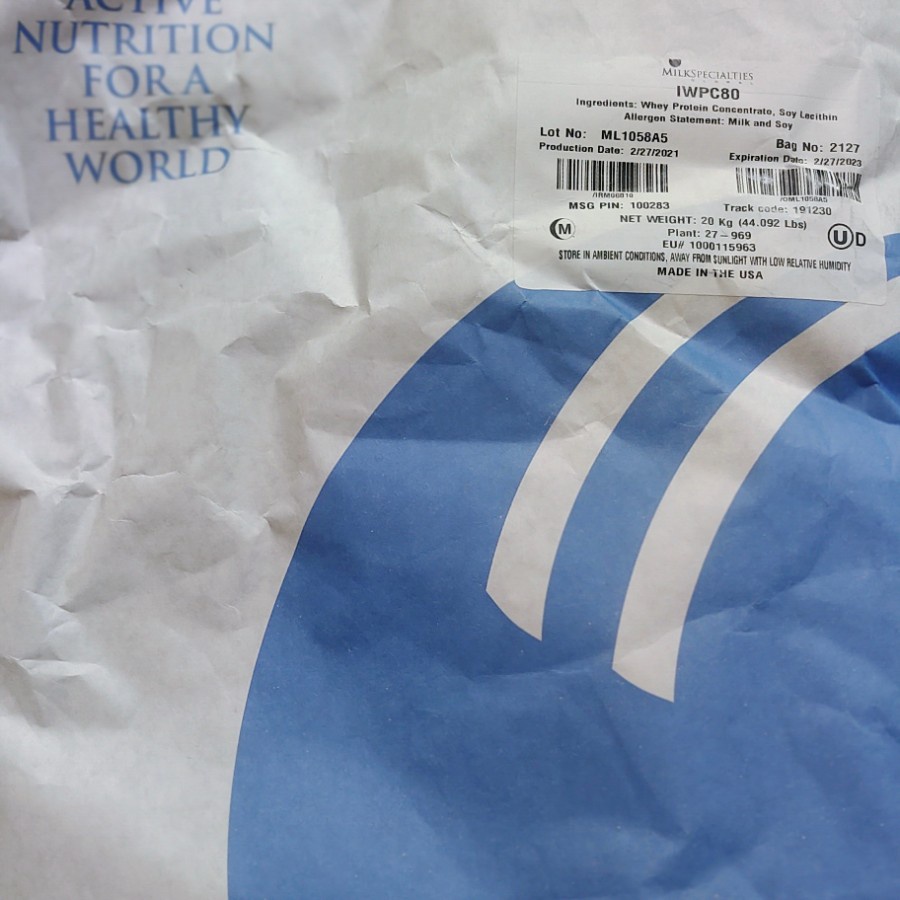 ACTIVE
NUTRITION
FOR A
HEALTHY
WORLD
MILKSPECIALTIES
IWPC80
Ingredients: Whey Protein Concentrate, Soy Lecithin
Allergen Statement: Milk and Soy
Lot No: ML1058A5
Bag No: 2127
Production Date: 2/27/2021
Expiration Date: 2/27/2023
MSG PIN: 100283
Track code: 191230
NET WEIGHT: 20 Kg (44.092 Lbs)
Plant: 27-969
EU# 1000115963
STORE IN AMBIENT CONDITIONS, AWAY FROM SUNLIGHT WITH LOW RELATIVE HUMIDITY
MADE IN THE USA
M
U D